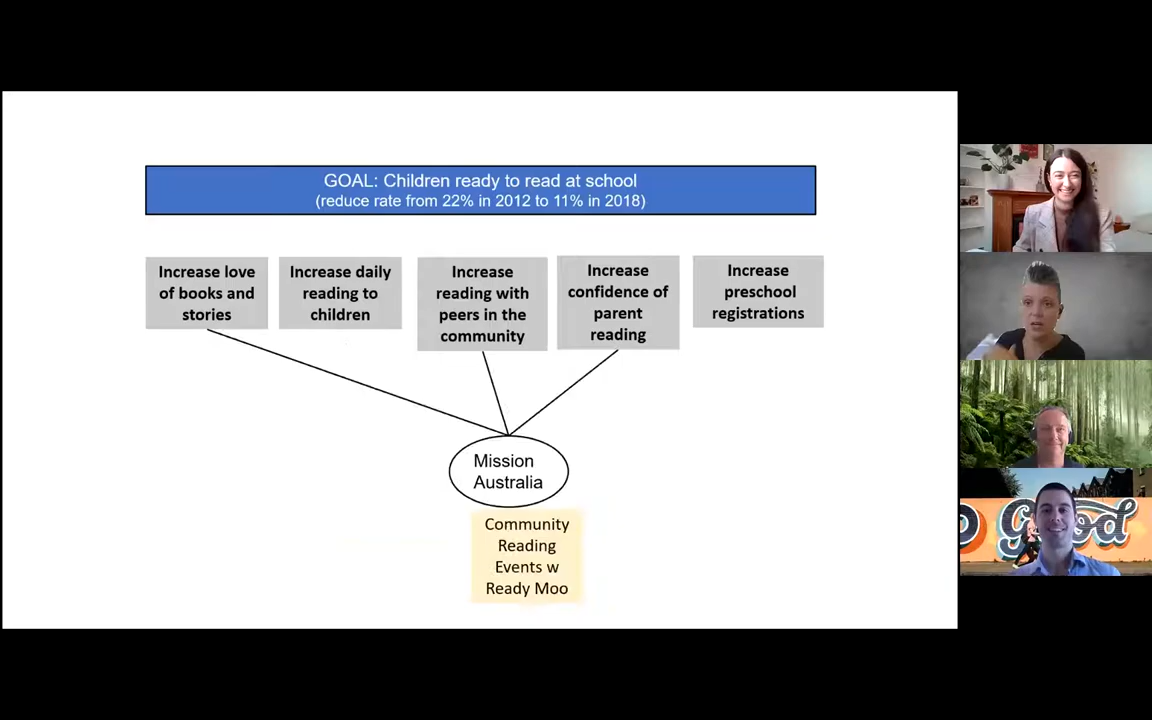 GOAL: Children ready to read at school
(reduce rate from 22% in 2012 to 11% in 2018)
Increase love
of books and
stories
Increase daily
reading to
children
Increase
reading with
peers in the
community
Increase
confidence of
parent
reading
Increase
preschool
registrations
Mission
Australia
Community
Reading
Events w
Ready Moo
Good